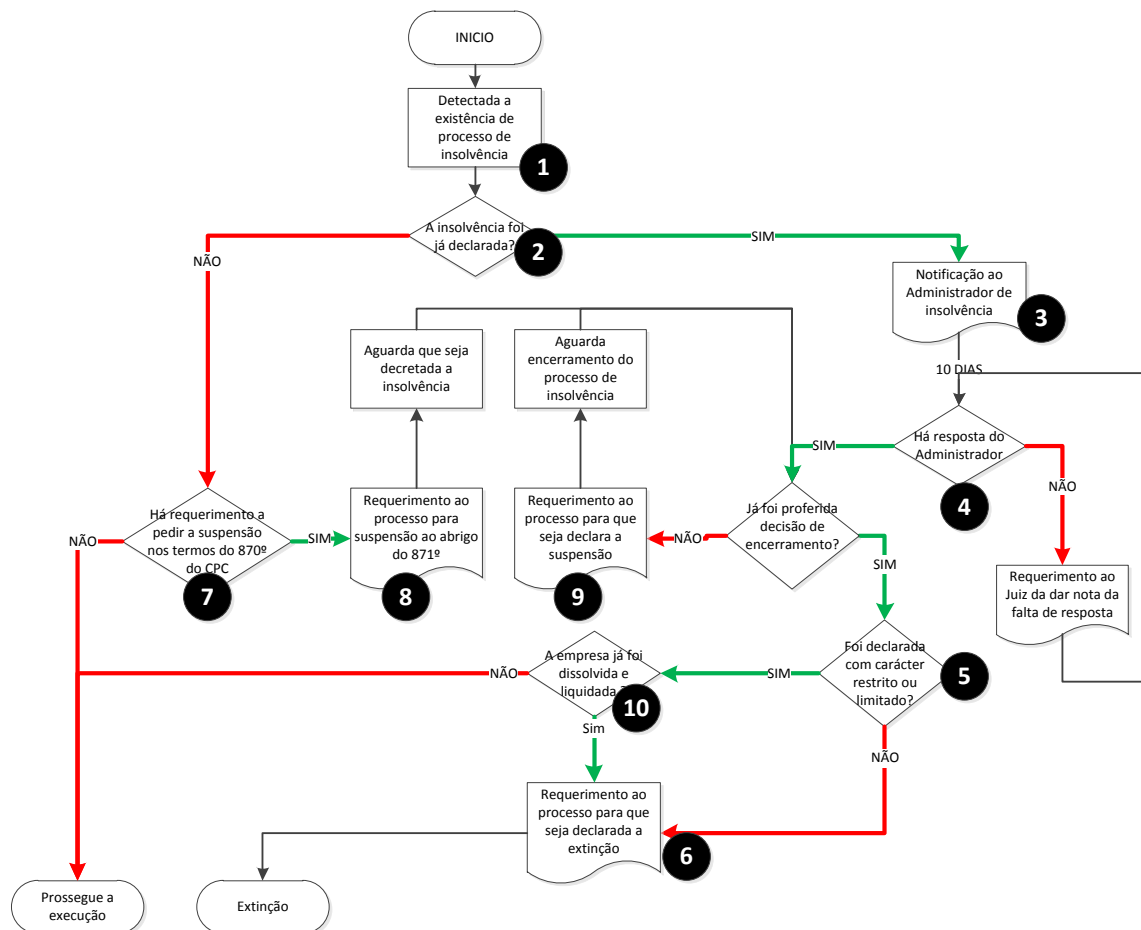 INICIO
Detectada a
existência de
processo de
insolvência
1
A insolvência foi
já declarada?
2
SIM
NÃO
Notificação ao
Administrador de
insolvência
3
10 DIAS
Aguarda que seja
decretada a
insolvência
Aguarda
encerramento do
processo de
insolvência
Há resposta do
Administrador
4
SIM
NÃO
Já foi proferida
decisão de
encerramento?
NÃO
SIM
Há requerimento a
pedir a suspensão
nos termos do 870º
do CPC
7
NÃO
SIM
Requerimento ao
processo para
suspensão ao abrigo
do 871º
8
Requerimento ao
processo para que
seja declara a
suspensão
9
Requerimento ao
Juiz da dar nota da
falta de resposta
Foi declarada
com carácter
restrito ou
limitado?
5
SIM
NÃO
A empresa já foi
dissolvida e
liquidada ?
10
NÃO
Sim
Requerimento ao
processo para que
seja declarada a
extinção
6
Prossegue a
execução
Extinção